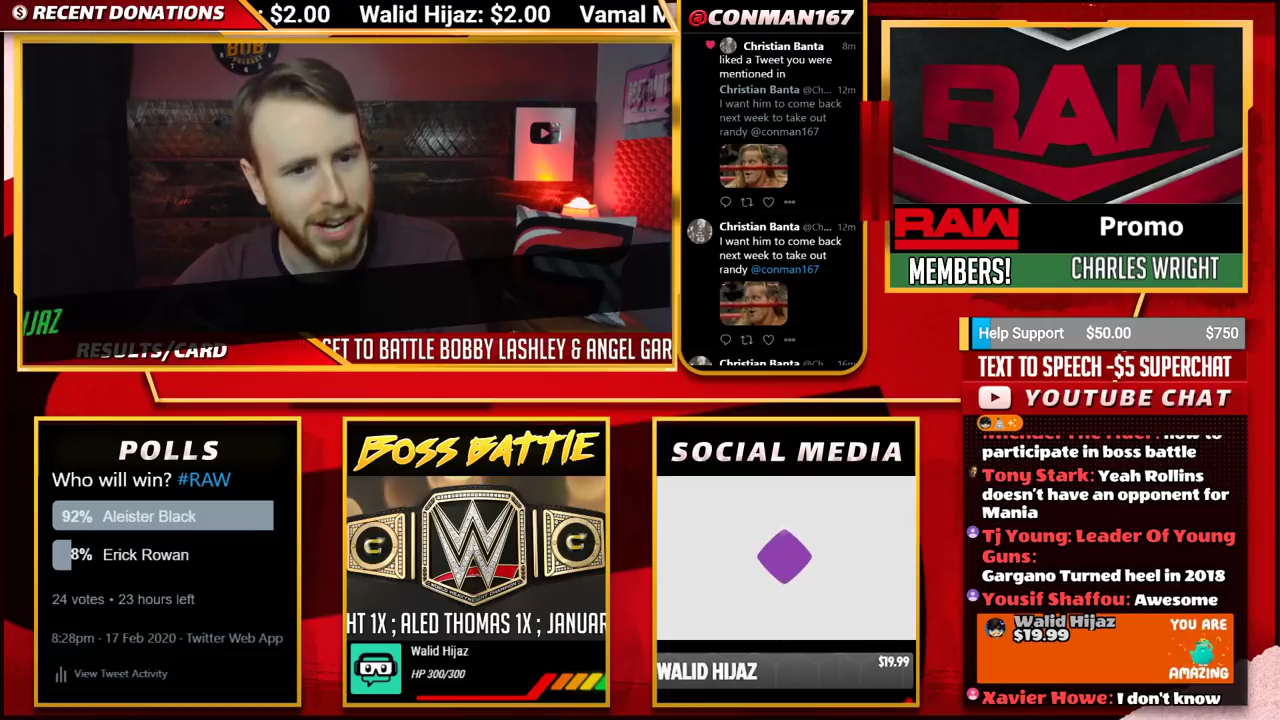 RECENT DONATIONS
: $2.00 Walid Hijaz: $2.00 Vamal M
@CONMAN167
Christian Banta 8m
liked a Tweet you were
mentioned in
Christian Banta @Ch... 12m
I want him to come back
next week to take out
randy @conman167
Christian Banta @Ch... 12m
I want him to come back
next week to take out
randy @conman167
Christian Banta @Ch... 16m
RAW
RAW Promo
MEMBERS! CHARLES WRIGHT
IJAZ
RESULTS/CARD
SET TO BATTLE BOBBY LASHLEY & ANGEL GAR
Help Support $50.00 $750
TEXT TO SPEECH -$5 SUPERCHAT
YOUTUBE CHAT
participate in boss battle
Tony Stark: Yeah Rollins
doesn't have an opponent for
Mania
Tj Young: Leader Of Young
Guns:
Gargano Turned heel in 2018
Yousif Shaffou: Awesome
Walid Hijaz
$19.99
YOU ARE
AMAZING
Xavier Howe: I don't know
POLLS
Who will win? #RAW
92% Aleister Black
8% Erick Rowan
24 votes • 23 hours left
8:28pm · 17 Feb 2020 · Twitter Web App
View Tweet Activity
BOSS BATTLE
HT 1X ; ALED THOMAS 1X ; JANUAR
Walid Hijaz
HP 300/300
SOCIAL MEDIA
WALID HIJAZ $19.99